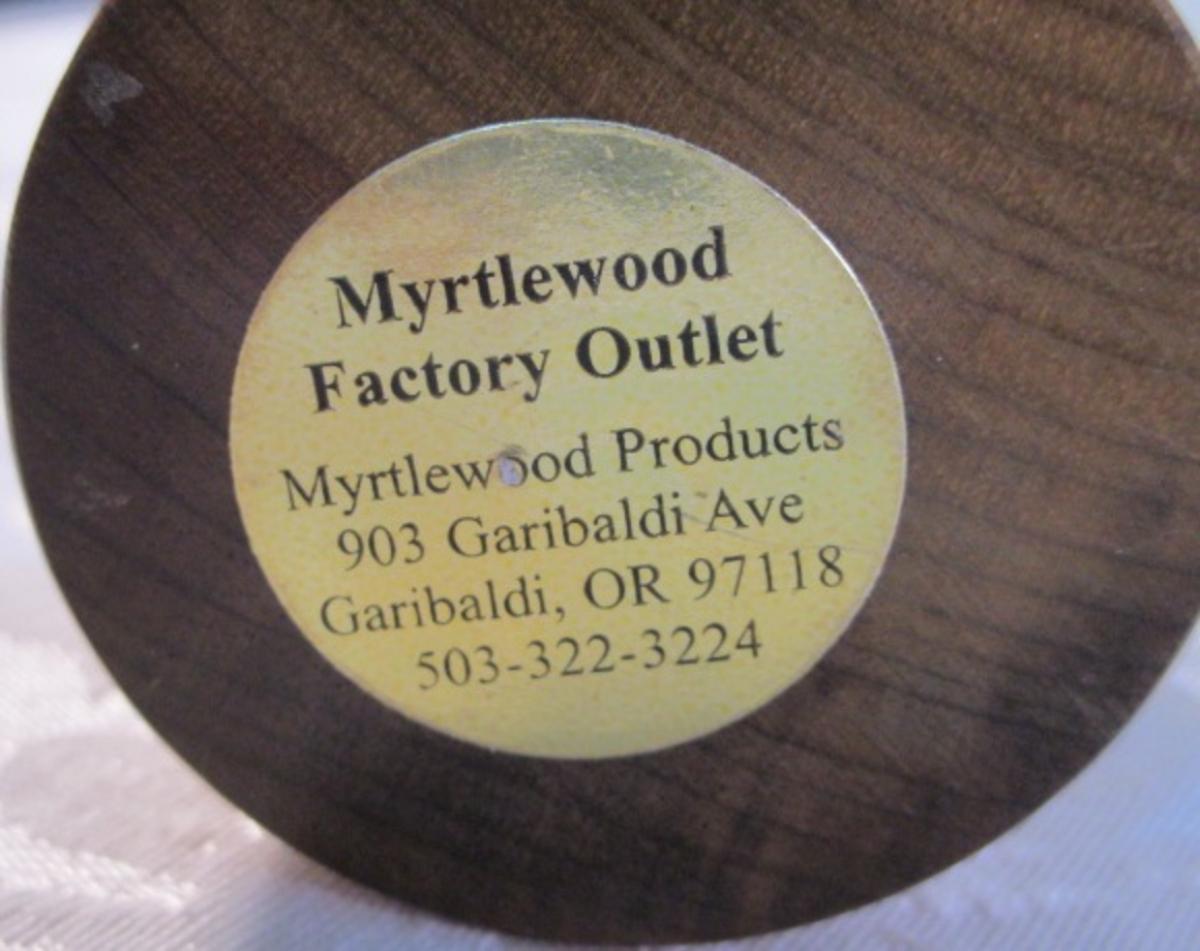 Myrtlewood
Factory Outlet
Myrtlewood Products
903 Garibaldi Ave
Garibaldi, OR 97118
503-322-3224